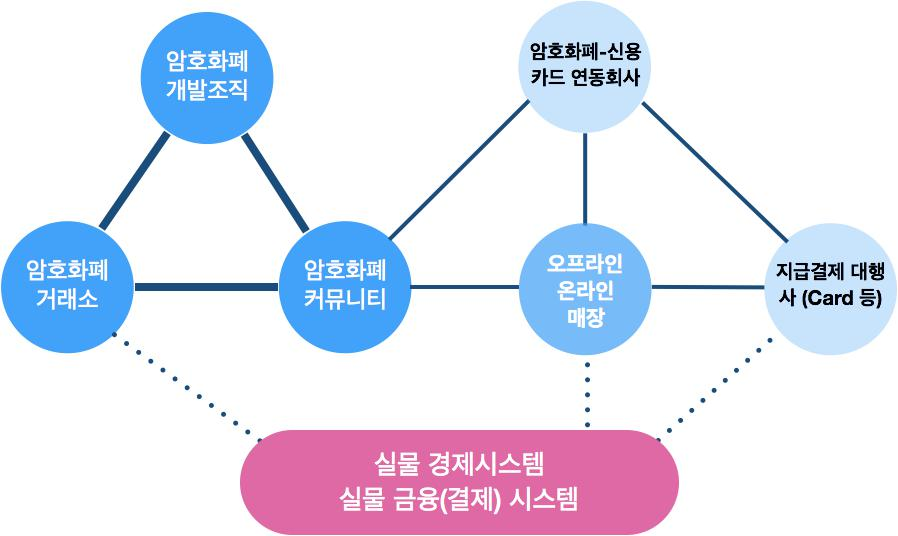 암호화폐
개발조직
암호화폐-신용
카드 연동회사
암호화폐
거래소
암호화폐
커뮤니티
오프라인
온라인
매장
지급결제 대행
사 (Card 등)
실물 경제시스템
실물 금융(결제) 시스템